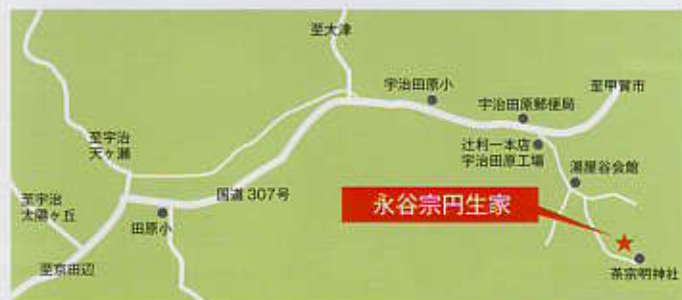 至大津
宇治田原小
至甲賀市
宇治田原郵便局
辻利一本店
宇治田原工場
湯屋谷会館
至宇治
天ヶ瀬
国道 307号
至宇治
太陽ヶ丘
田原小
永谷宗円生家
至京田辺
茶宗明神社